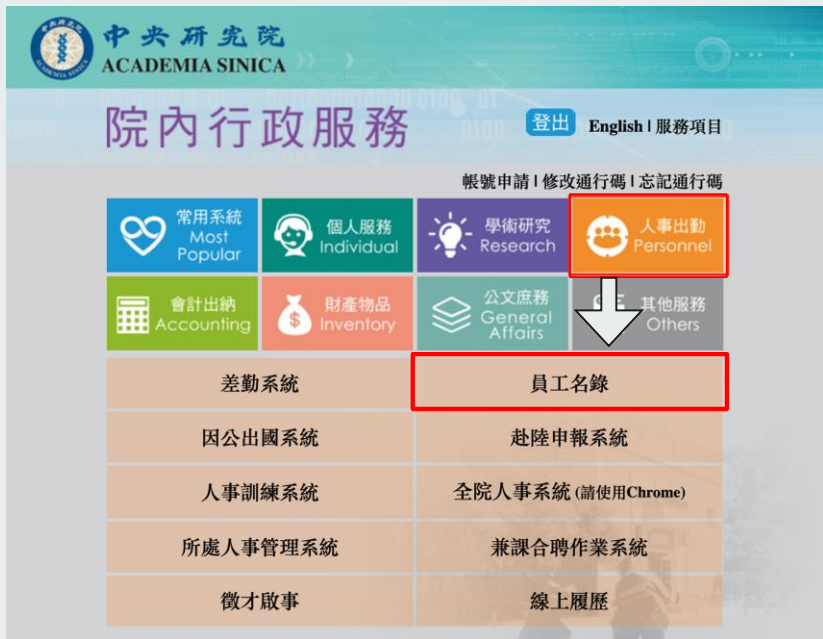 中央研究院
ACADEMIA SINICA
院內行政服務
登出 English | 服務項目
帳號申請 | 修改通行碼 | 忘記通行碼
常用系統
Most
Popular
個人服務
Individual
學術研究
Research
人事出勤
Personnel
會計出納
Accounting
財產物品
Inventory
公文庶務
General
Affairs
其他服務
Others
差勤系統
員工名錄
因公出國系統
赴陸申報系統
人事訓練系統
全院人事系統 (請使用Chrome)
所處人事管理系統
兼課合聘作業系統
徵才啟事
線上履歷